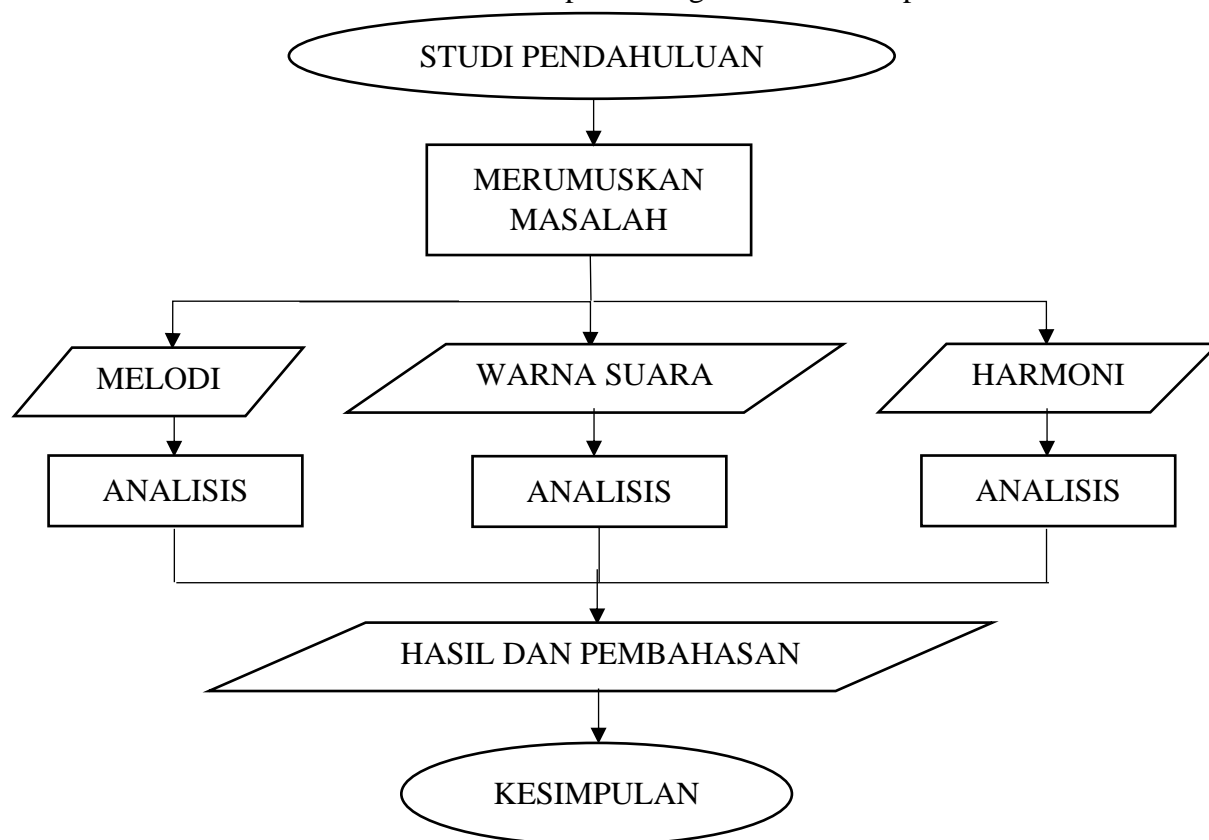 STUDI PENDAHULUAN
MERUMUSKAN
MASALAH
MELODI
WARNA SUARA
HARMONI
ANALISIS
ANALISIS
ANALISIS
HASIL DAN PEMBAHASAN
KESIMPULAN